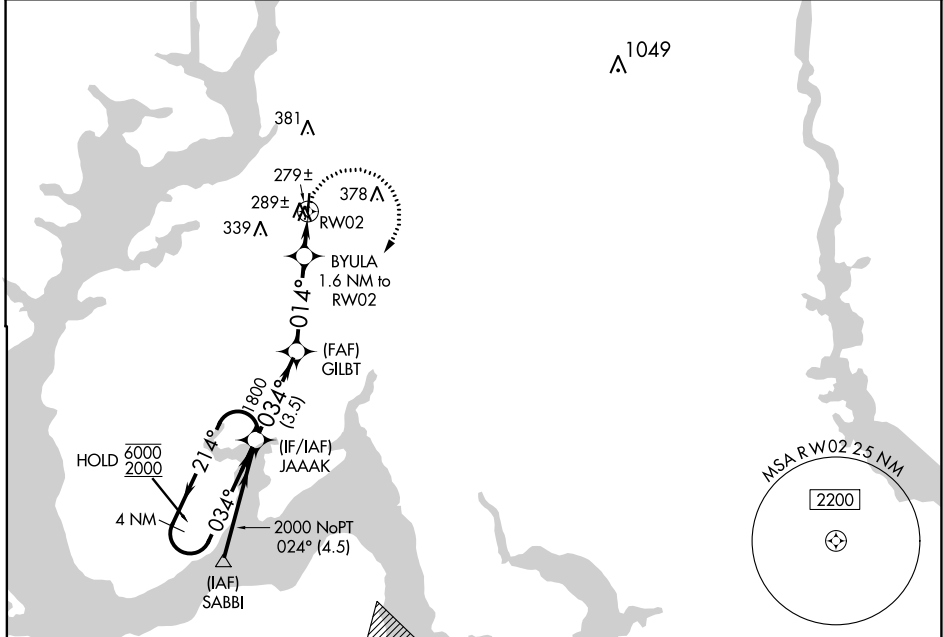 1049
381
279±
289±
378
339
RW02
BYULA
1.6 NM to
RW02
014°
(FAF)
GILBT
1800
034°
(3.5)
(IF/IAF)
JAAAK
HOLD 6000
2000
214°
034°
4 NM
2000 NoPT
024° (4.5)
(IAF)
SABBI
MSA RW02 25 NM
2200